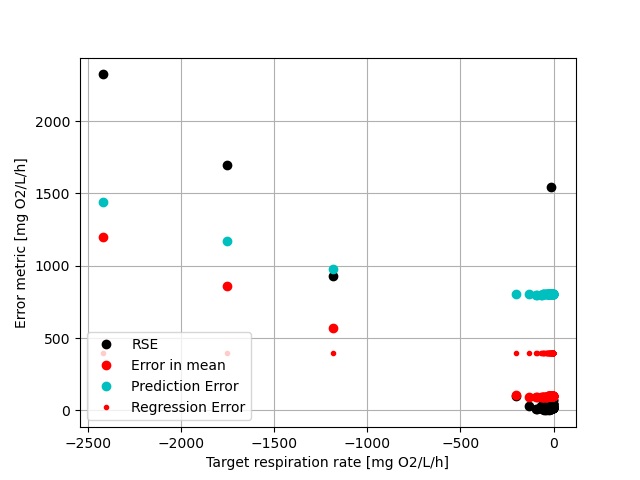 2000
1500
1000
500
0
Error metric [mg O2/L/h]
RSE
Error in mean
Prediction Error
Regression Error
−2500 −2000 −1500 −1000 −500 0
Target respiration rate [mg O2/L/h]